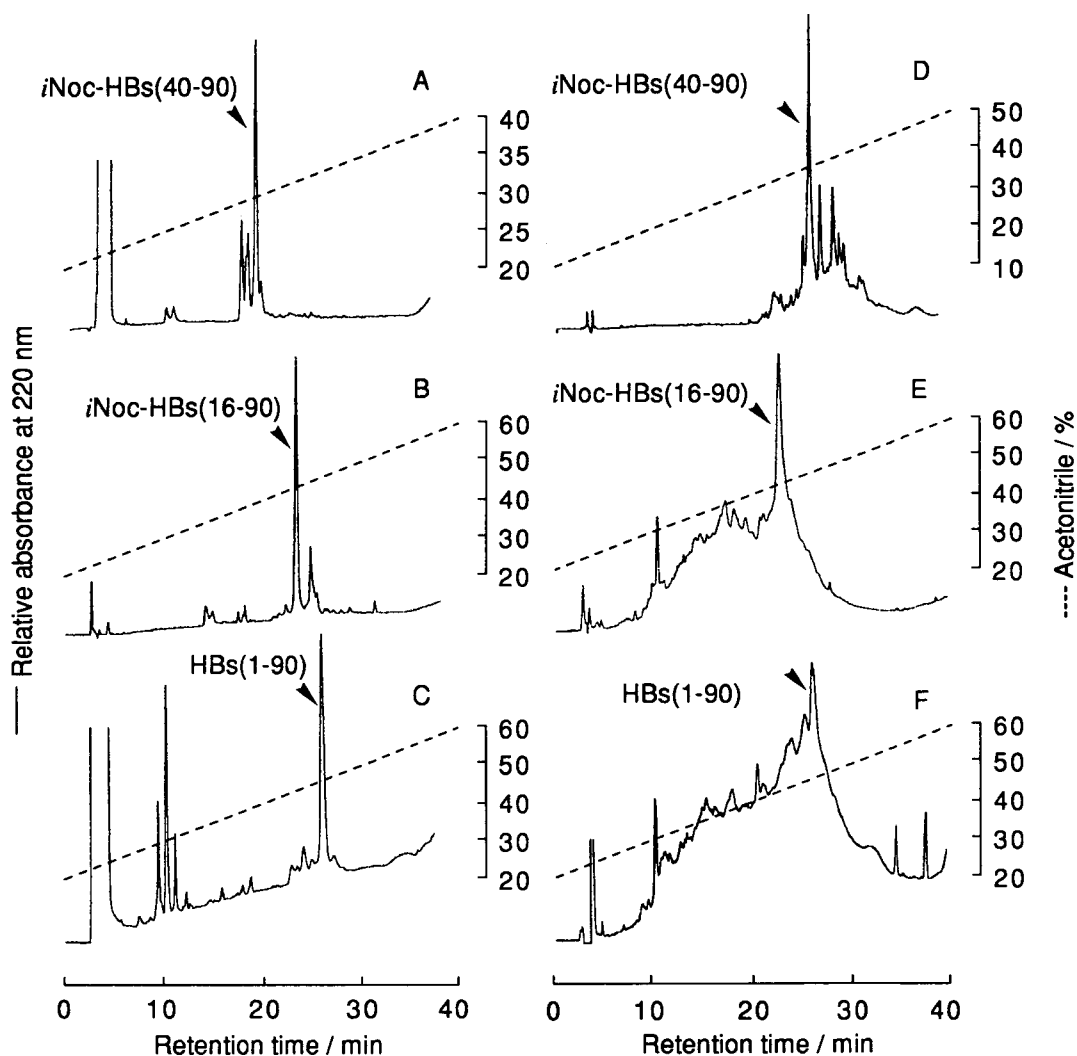 iNoc-HBs(40-90)
A
40
35
30
25
20
iNoc-HBs(40-90)
D
50
40
30
20
10
iNoc-HBs(16-90)
B
60
50
40
30
20
iNoc-HBs(16-90)
E
60
50
40
30
20
HBs(1-90)
C
60
50
40
30
20
HBs(1-90)
F
60
50
40
30
20
— Relative absorbance at 220 nm
---- Acetonitrile / %
0 10 20 30 40
Retention time / min
0 10 20 30 40
Retention time / min